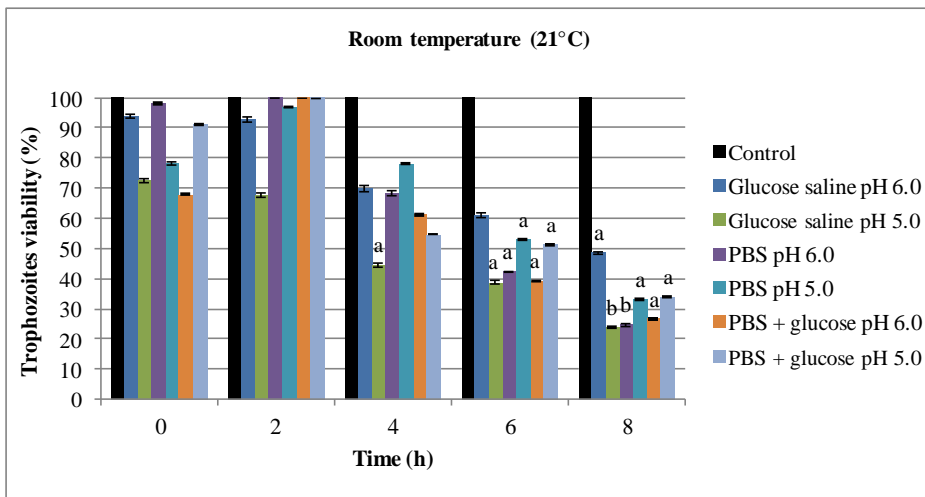 Room temperature (21°C)
Trophozoites viability (%)
100
90
80
70
60
50
40
30
20
10
0
a
a a a a a
a b b a a a
0 2 4 6 8
Time (h)
Control
Glucose saline pH 6.0
Glucose saline pH 5.0
PBS pH 6.0
PBS pH 5.0
PBS + glucose pH 6.0
PBS + glucose pH 5.0